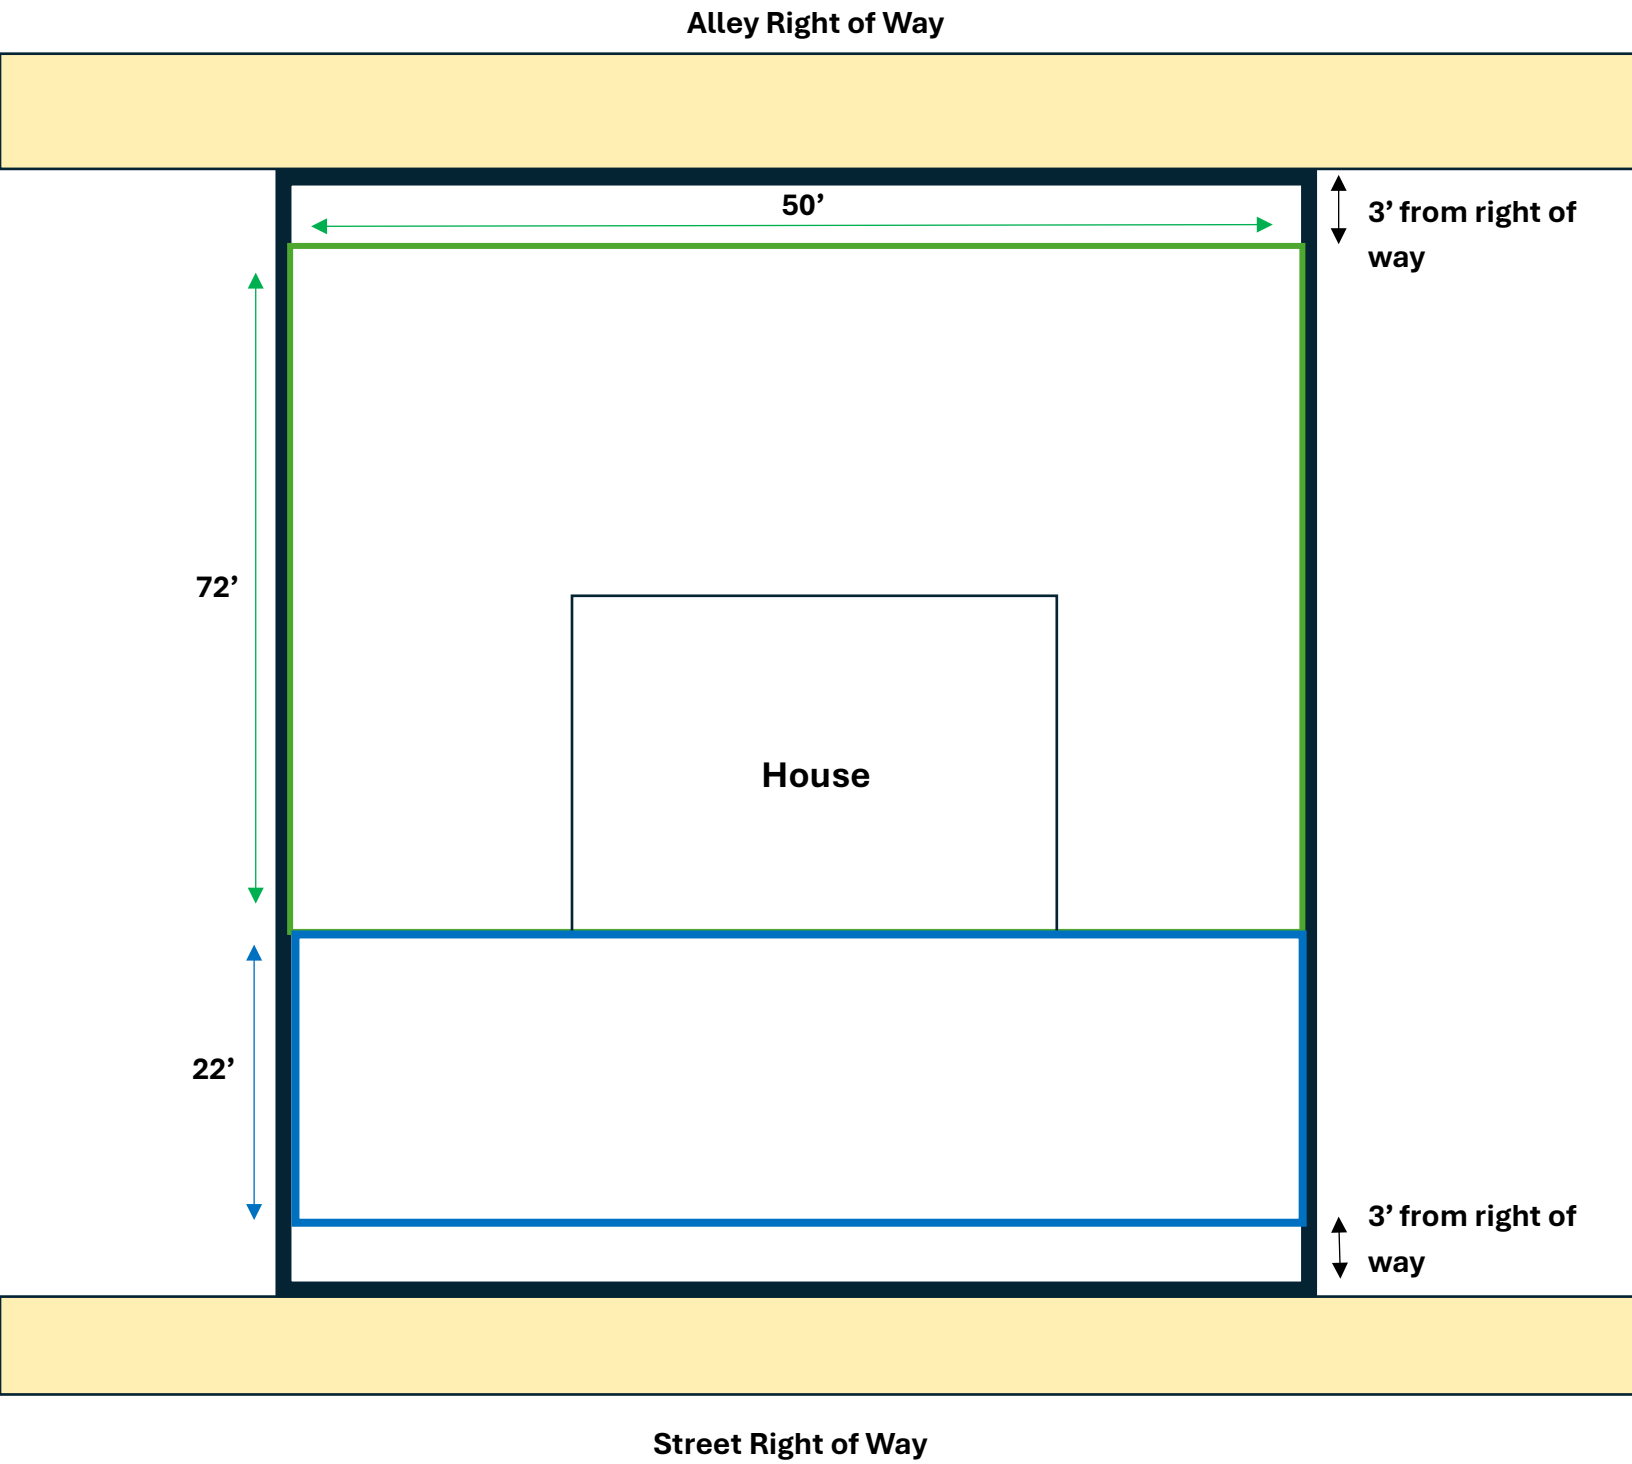 Alley Right of Way
50’
3’ from right of
way
72’
House
22’
3’ from right of
way
Street Right of Way